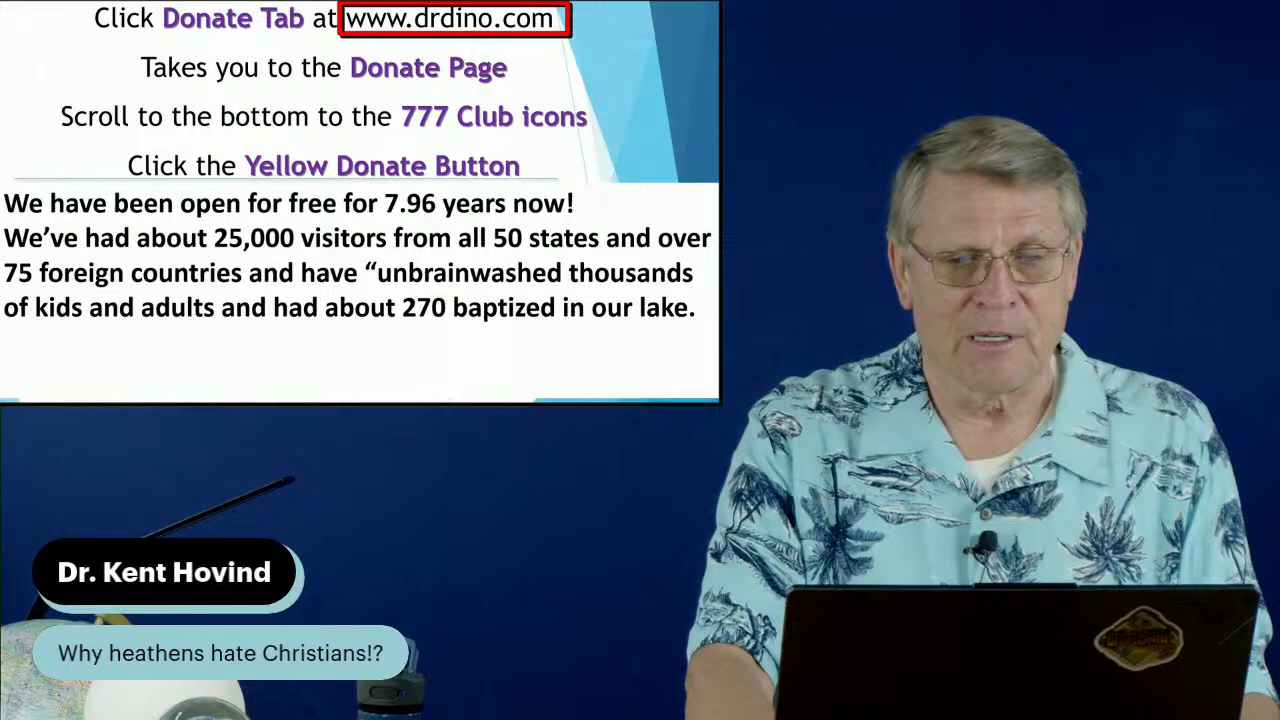 Click Donate Tab at www.drdino.com
Takes you to the Donate Page
Scroll to the bottom to the 777 Club icons
Click the Yellow Donate Button
We have been open for free for 7.96 years now!
We’ve had about 25,000 visitors from all 50 states and over
75 foreign countries and have “unbrainwashed thousands
of kids and adults and had about 270 baptized in our lake.
Dr. Kent Hovind
Why heathens hate Christians!?